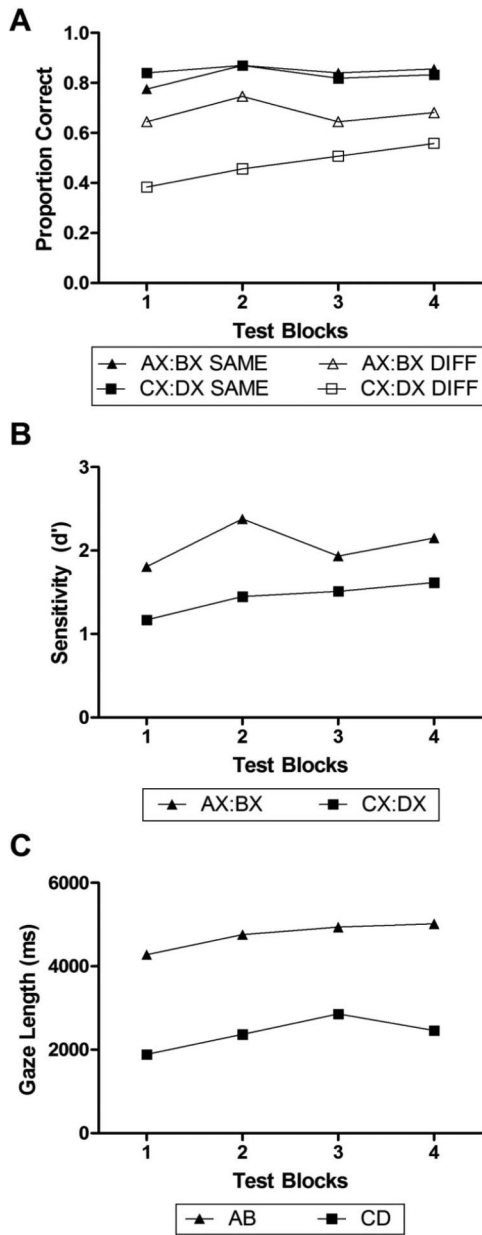 A
Proportion Correct
1.0
0.8
0.6
0.4
0.2
0.0
1 2 3 4
Test Blocks
AX:BX SAME AX:BX DIFF
CX:DX SAME CX:DX DIFF
B
Sensitivity (d')
3
2
1
0
1 2 3 4
Test Blocks
AX:BX CX:DX
C
Gaze Length (ms)
6000
4000
2000
0
1 2 3 4
Test Blocks
AB CD